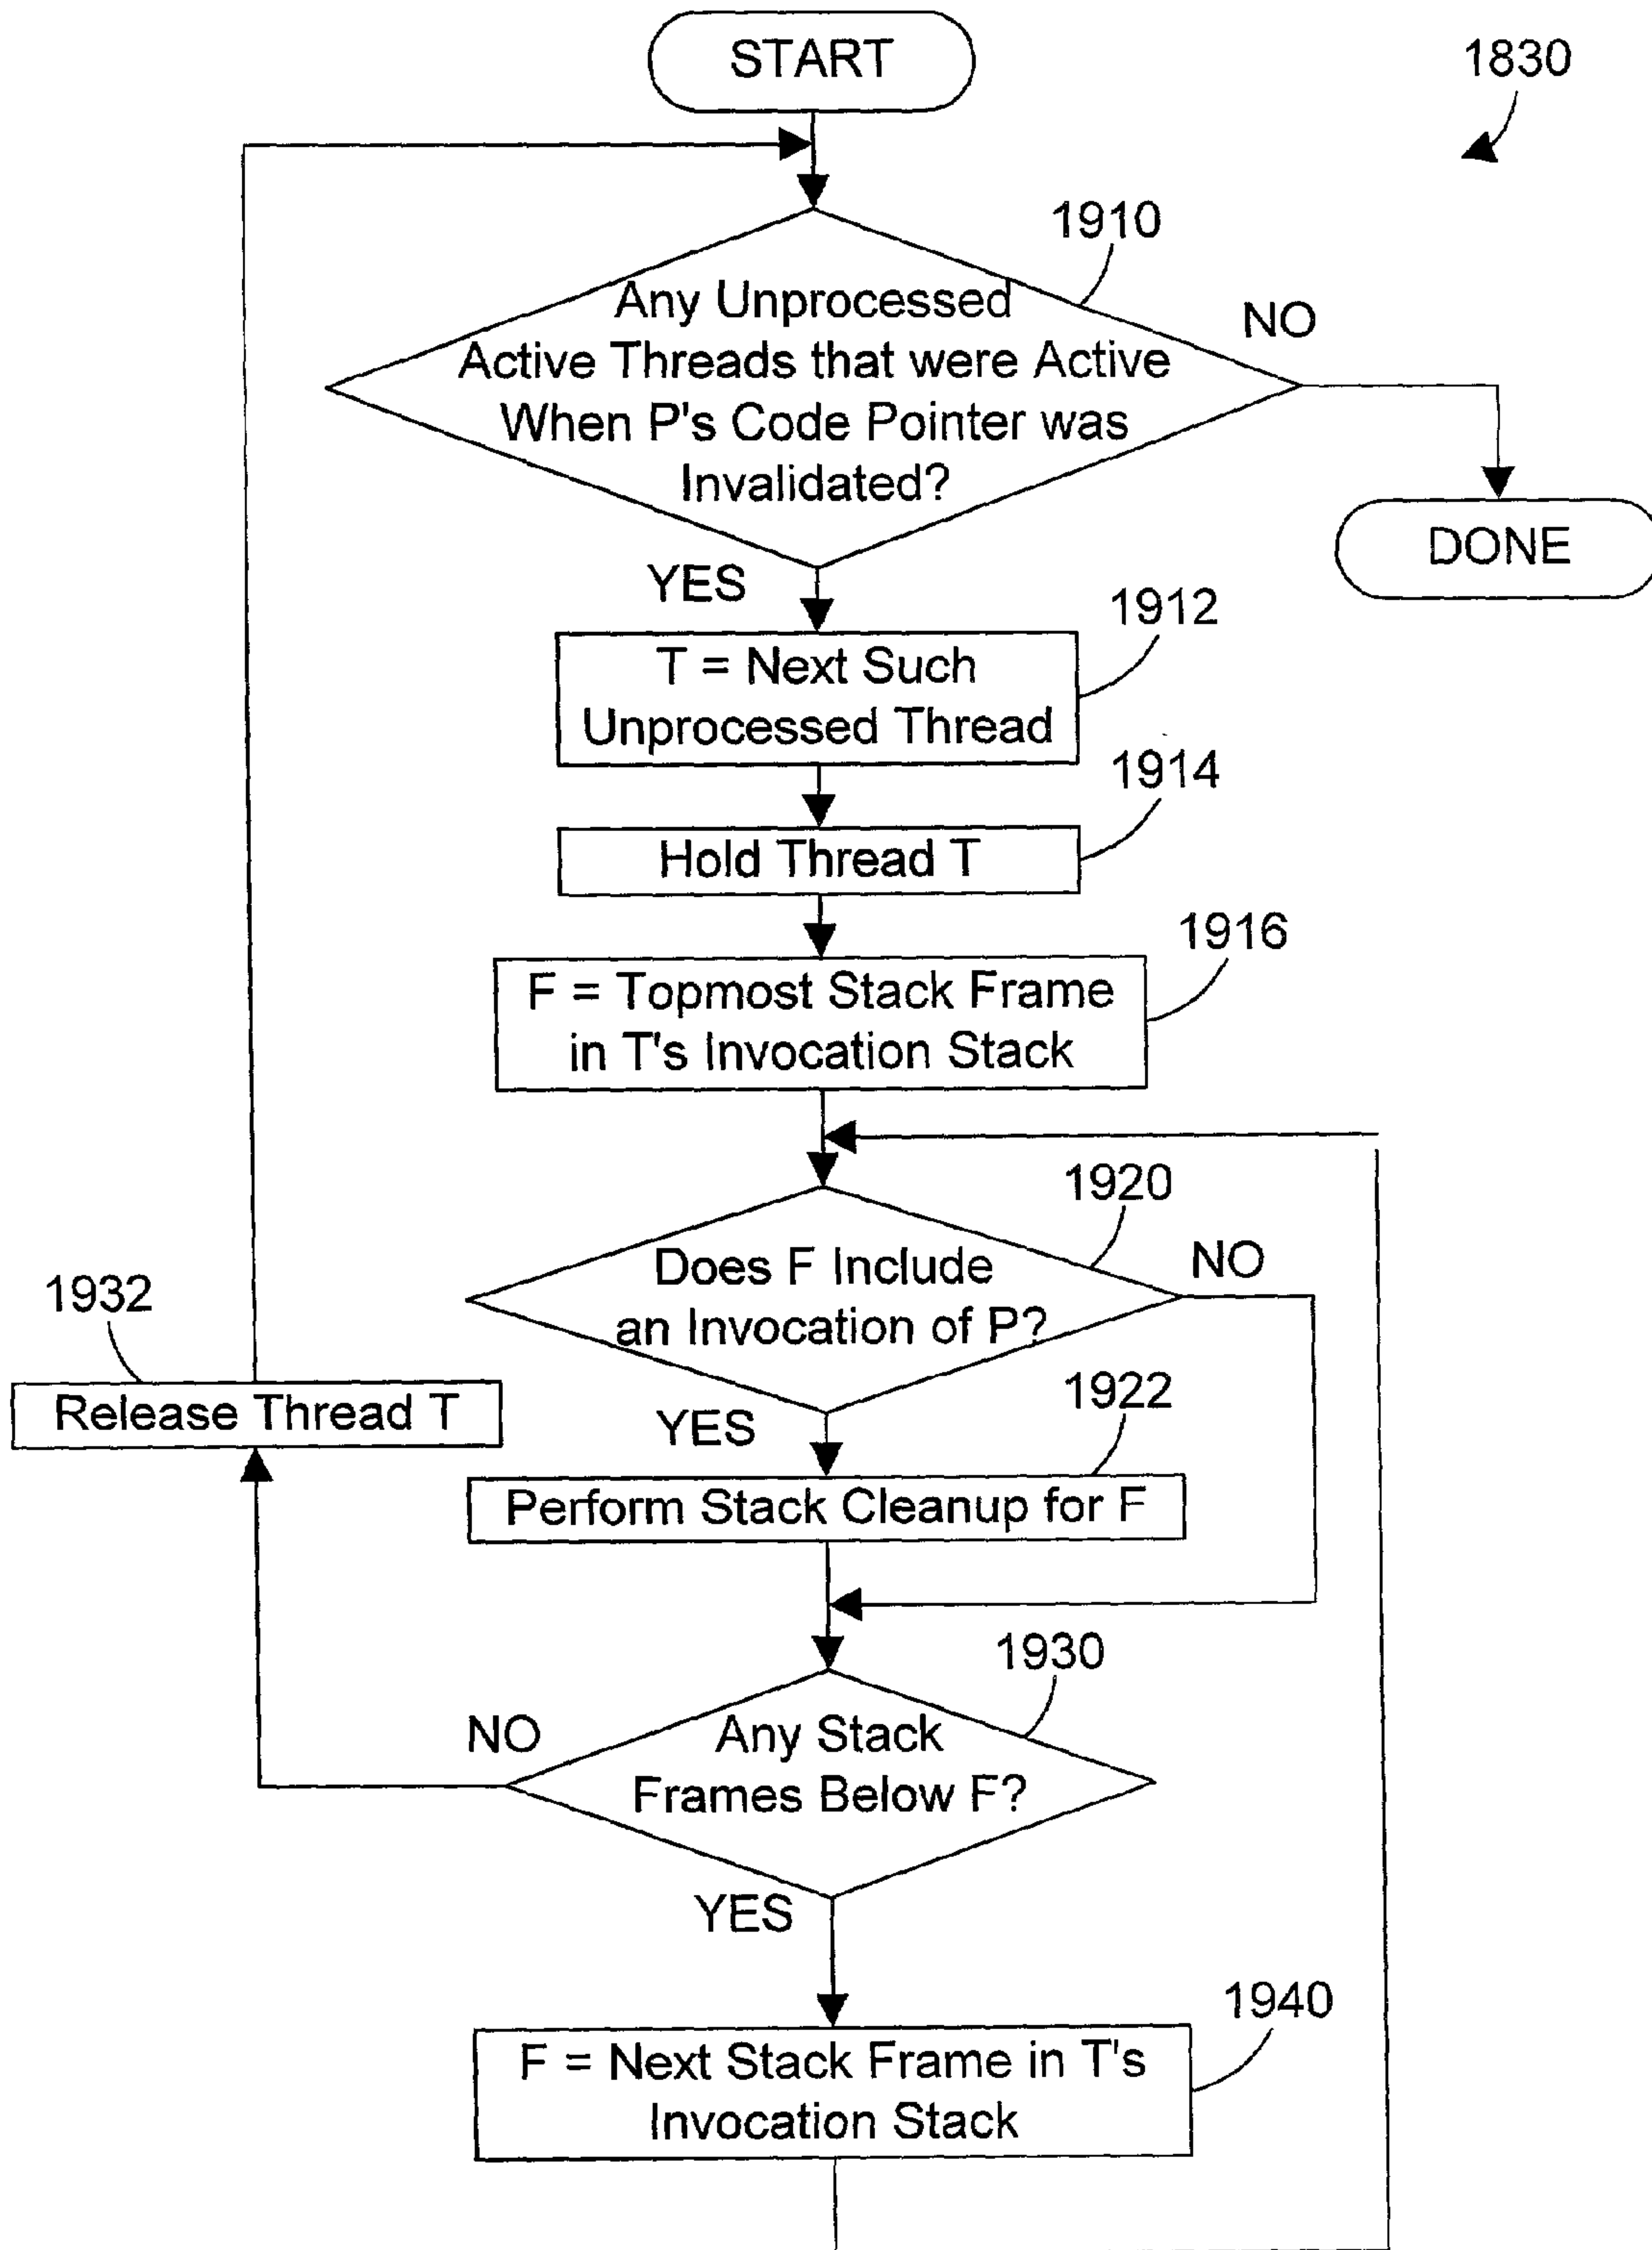 START
1830
1910
Any Unprocessed
Active Threads that were Active
When P's Code Pointer was
Invalidated?
NO
DONE
YES
1912
T = Next Such
Unprocessed Thread
1914
Hold Thread T
1916
F = Topmost Stack Frame
in T's Invocation Stack
1920
Does F Include
an Invocation of P?
NO
1932
Release Thread T
YES
1922
Perform Stack Cleanup for F
1930
Any Stack
Frames Below F?
NO
YES
1940
F = Next Stack Frame in T's
Invocation Stack